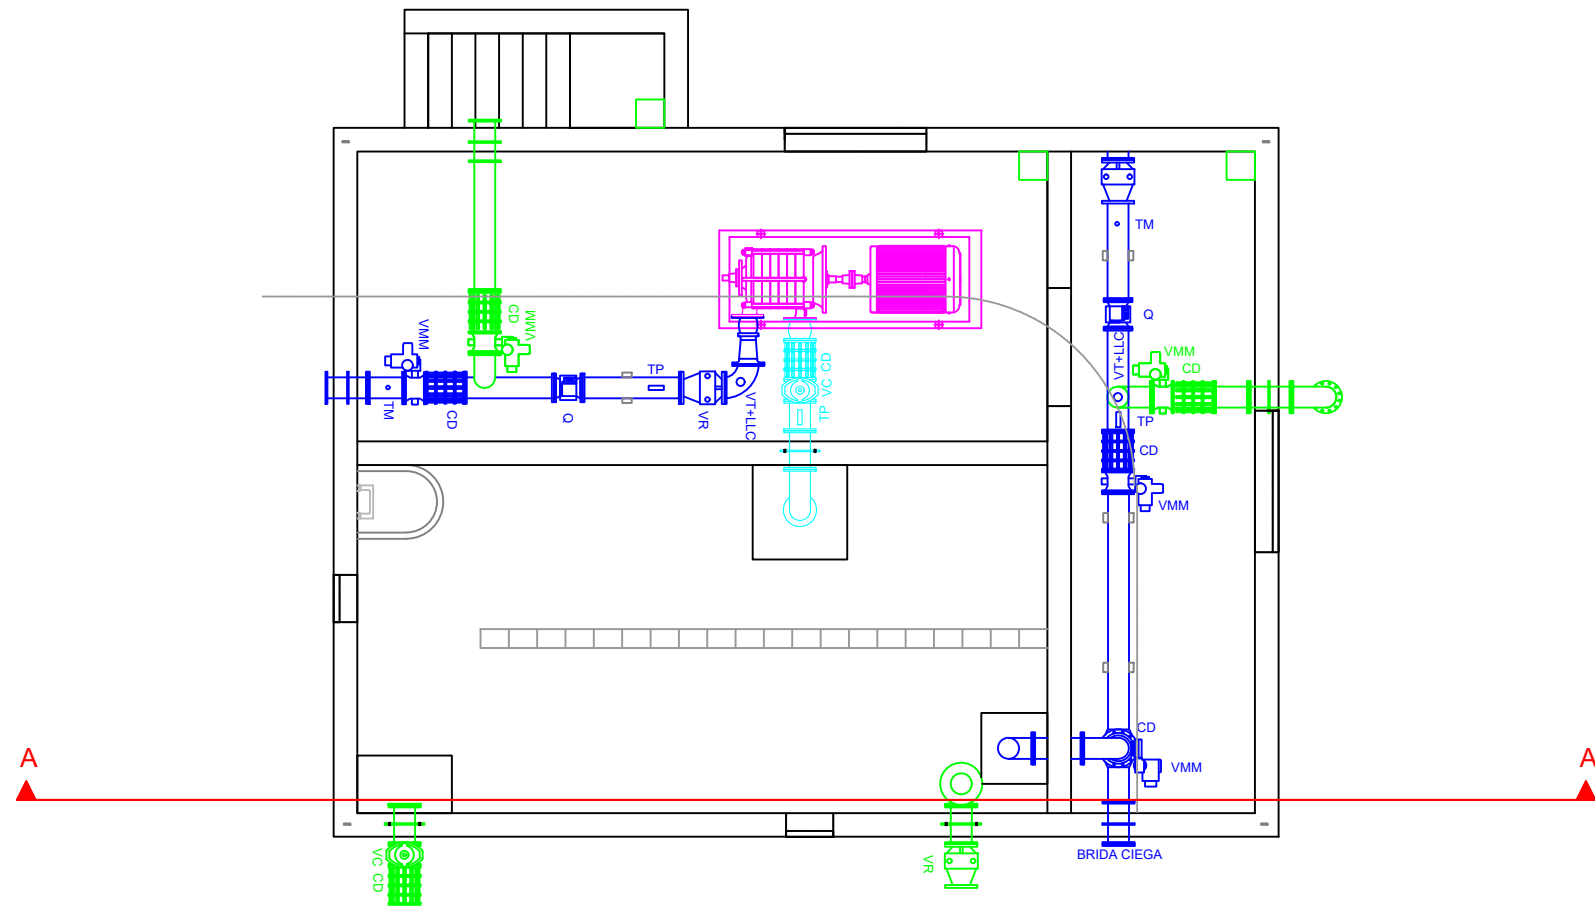 TM
Q
VT+LLC
VMM
CD
TP
CD
VMM
CD
VMM
BRIDA CIEGA
CD
VMM
VMM
TM
CD
Q
TP
VR
VT+LLC
CD
VC
TP
A
A
VC
CD
VR